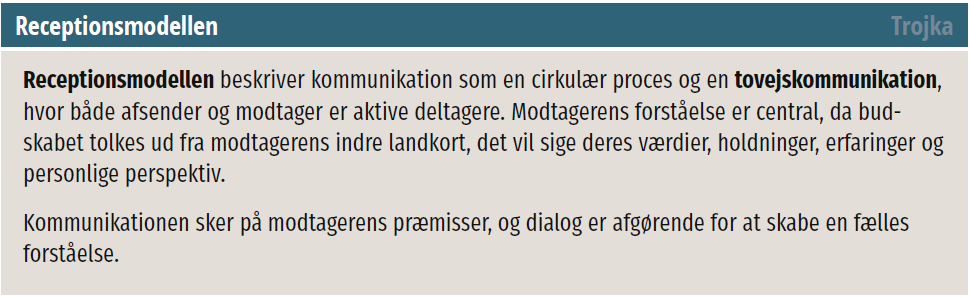 Receptionsmodellen Trojka
Receptionsmodellen beskriver kommunikation som en cirkulær proces og en tovejskommunikation,
hvor både afsender og modtager er aktive deltagere. Modtagerens forståelse er central, da bud-
skabet tolkes ud fra modtagerens indre landkort, det vil sige deres værdier, holdninger, erfaringer og
personlige perspektiv.
Kommunikationen sker på modtagerens præmisser, og dialog er afgørende for at skabe en fælles
forståelse.